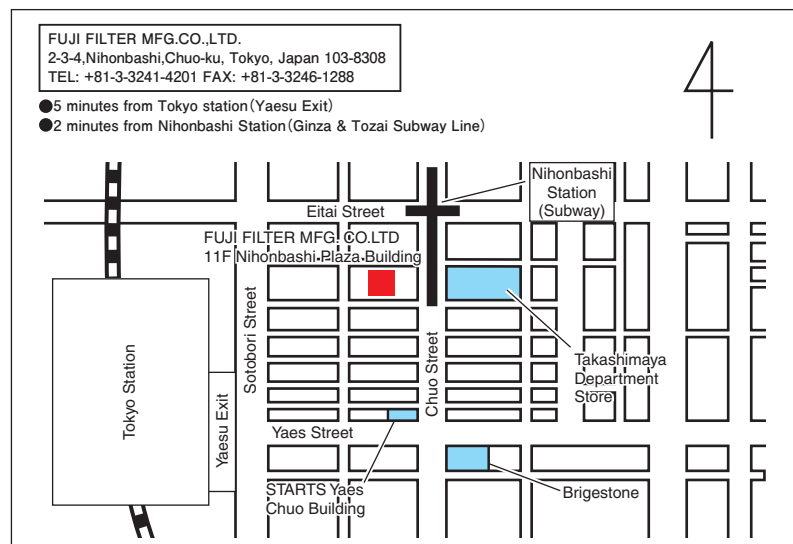 FUJI FILTER MFG.CO.,LTD.
2-3-4,Nihonbashi,Chuo-ku, Tokyo, Japan 103-8308
TEL: +81-3-3241-4201 FAX: +81-3-3246-1288
●5 minutes from Tokyo station(Yaesu Exit)
●2 minutes from Nihonbashi Station(Ginza & Tozai Subway Line)
Nihonbashi
Station
(Subway)
Eitai Street
FUJI FILTER MFG. CO.LTD
11F Nihonbashi Plaza Building
Sotobori Street
Chuo Street
Tokyo Station
Yaesu Exit
Takashimaya
Department
Store
Yaes Street
STARTS Yaes
Chuo Building
Brigestone